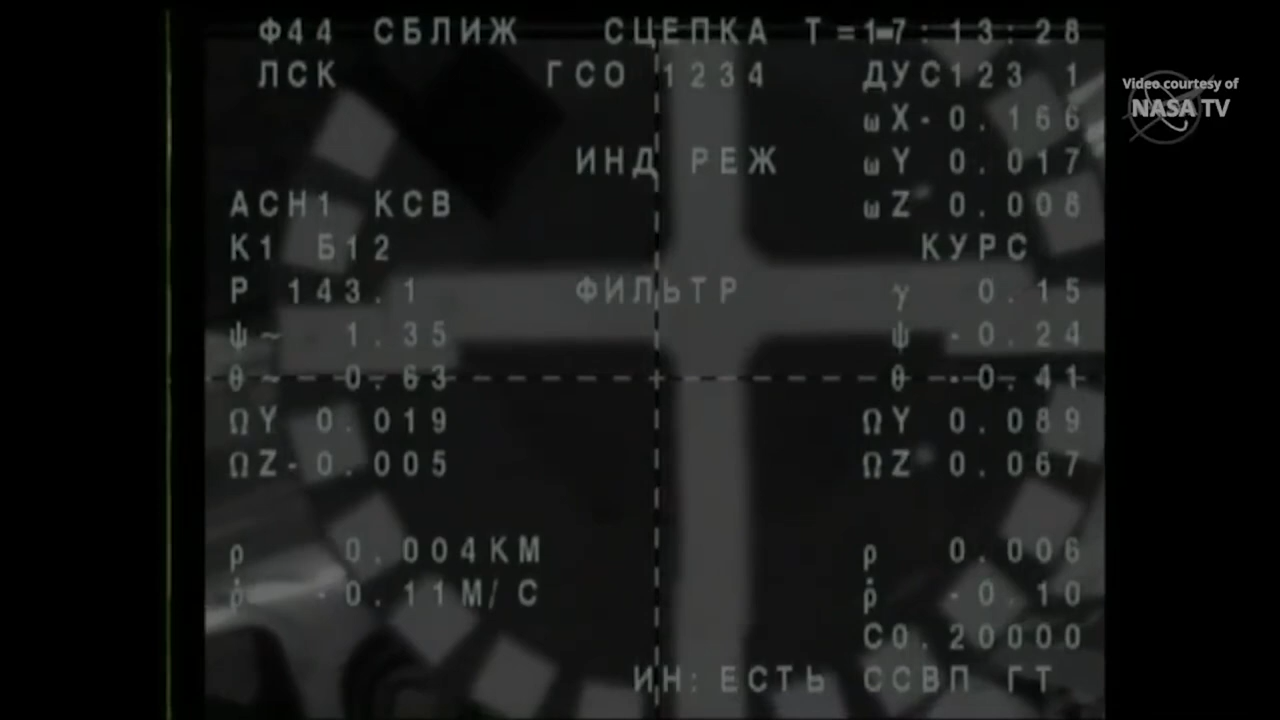 Ф44 СБЛИЖ СЦЕПКА Т=17:13:28
Video courtesy of
NASA TV
ЛСК ГСО 1234 ДУС123 1
ωX-0.166
ИНД РЕЖ ωY 0.017
АСН1 КСВ ωZ 0.008
К1 Б12 КУРС
Р 143.1 ФИЛЬТР γ 0.15
ψ~ 1.35 ψ -0.24
θ~ 0.63 θ -0.41
ΩY 0.019 ΩY 0.089
ΩZ-0.005 ΩZ 0.067
ρ 0.004КМ ρ 0.006
ρ̇ -0.11М/С ρ̇ -0.10
С0.20000
ИН: ЕСТЬ ССВП ГТ